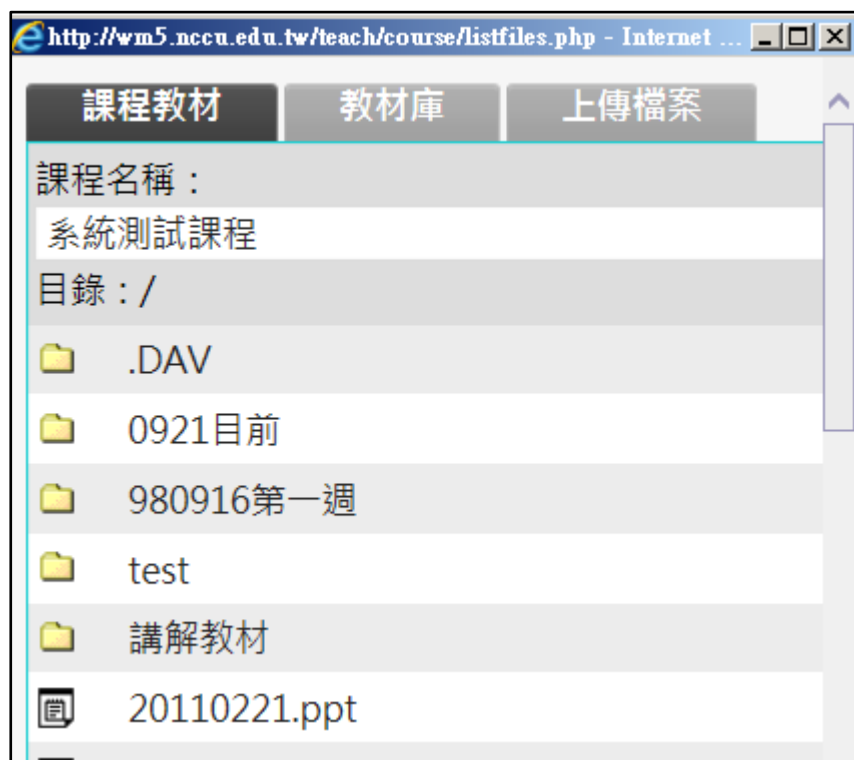 http://wm5.nccu.edu.tw/teach/course/listfiles.php - Internet ...
課程教材 教材庫 上傳檔案
課程名稱：
系統測試課程
目錄：/
.DAV
0921目前
980916第一週
test
講解教材
20110221.ppt